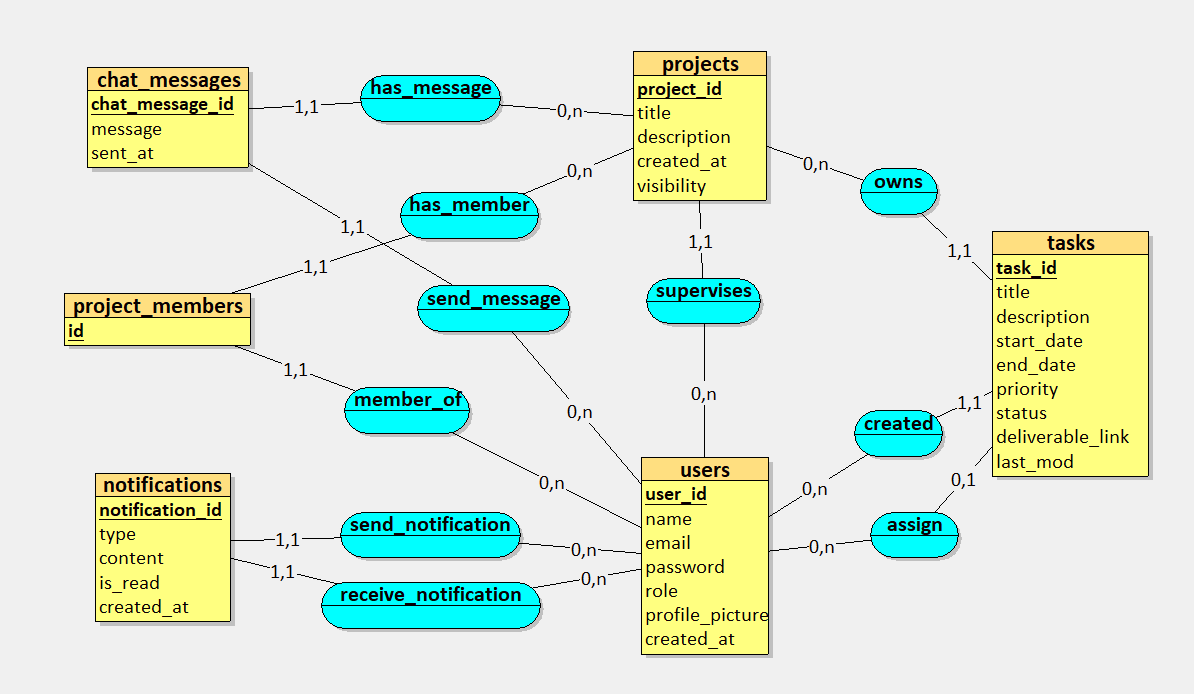 chat_messages
chat_message_id
message
sent_at
1,1
has_message
0,n
projects
project_id
title
description
created_at
visibility
0,n
has_member
1,1
0,n
owns
1,1
1,1
send_message
0,n
1,1
supervises
0,n
project_members
id
1,1
member_of
0,n
tasks
task_id
title
description
start_date
end_date
priority
status
deliverable_link
last_mod
1,1
created
0,n
0,1
assign
0,n
users
user_id
name
email
password
role
profile_picture
created_at
notifications
notification_id
type
content
is_read
created_at
1,1
send_notification
0,n
1,1
receive_notification
0,n